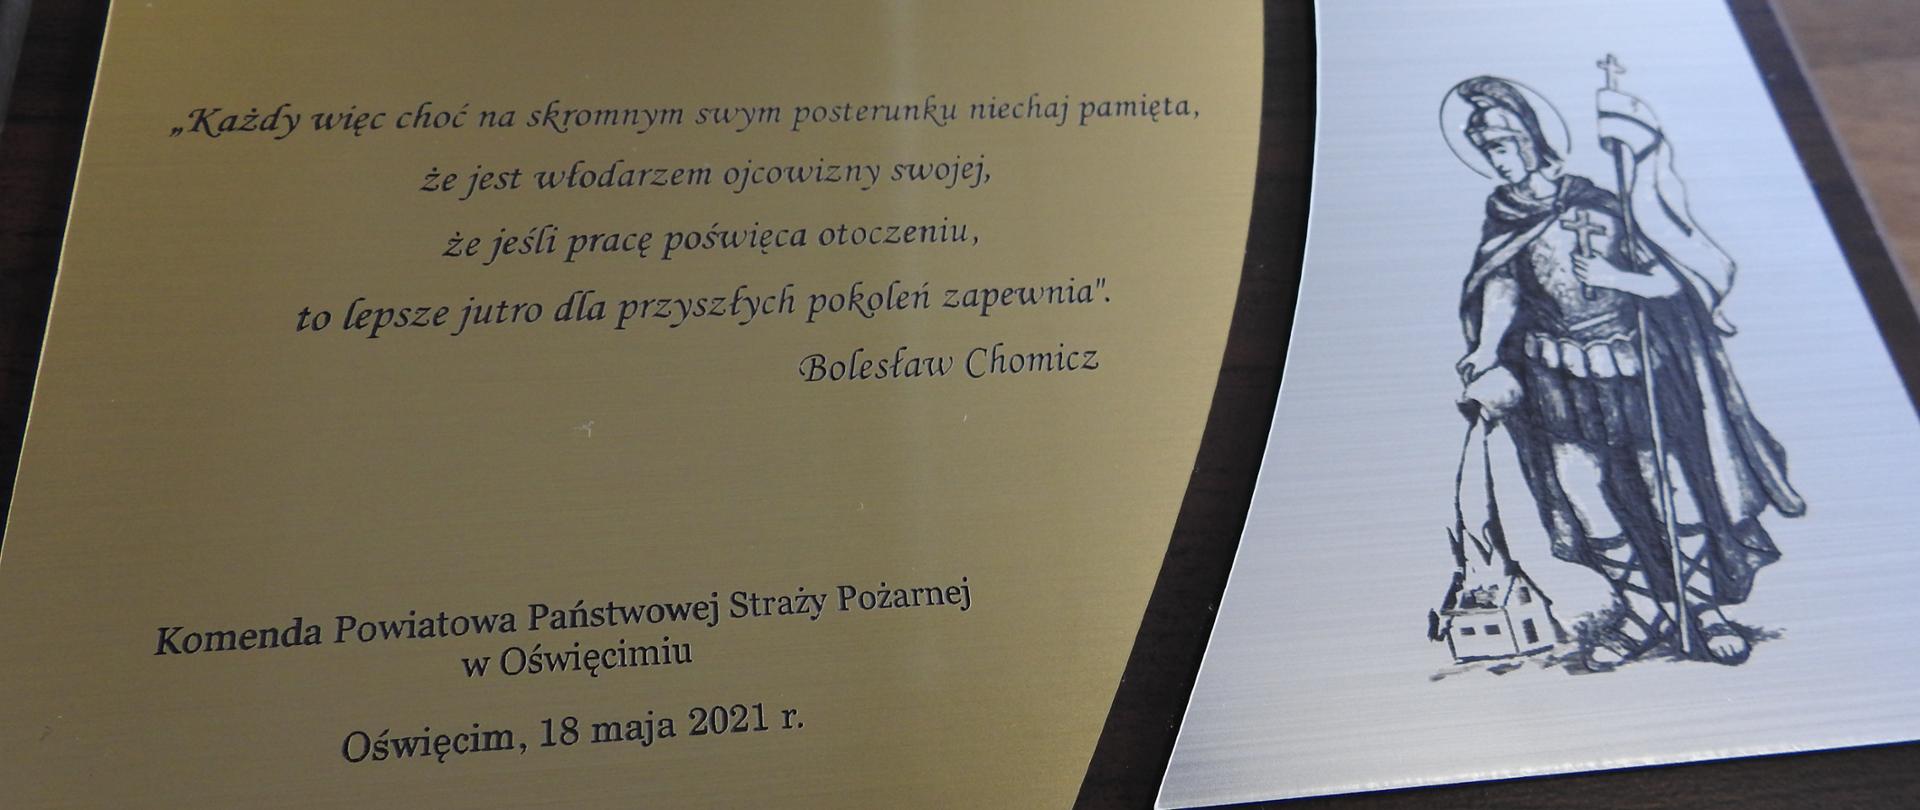 „Każdy więc choć na skromnym swym posterunku niechaj pamięta,
że jest włodarzem ojcowizny swojej,
że jeśli pracę poświęca otoczeniu,
to lepsze jutro dla przyszłych pokoleń zapewnia".
Bolesław Chomicz
Komenda Powiatowa Państwowej Straży Pożarnej
w Oświęcimiu
Oświęcim, 18 maja 2021 r.